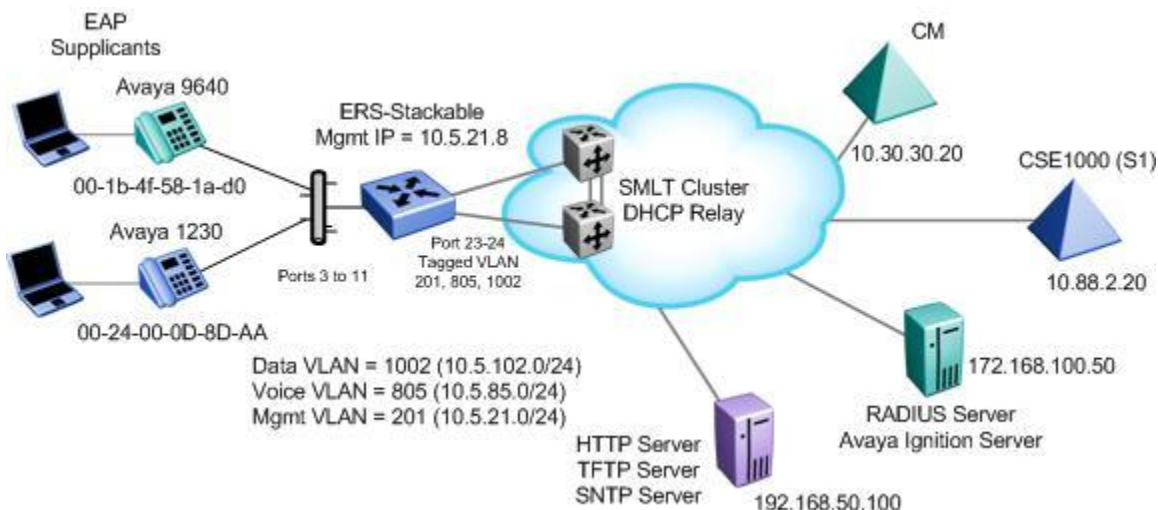 EAP
Supplicants
Avaya 9640
00-1b-4f-58-1a-d0
Avaya 1230
00-24-00-0D-8D-AA
Ports 3 to 11
ERS-Stackable
Mgmt IP = 10.5.21.8
Port 23-24
Tagged VLAN
201, 805, 1002
SMLT Cluster
DHCP Relay
CM
10.30.30.20
CSE1000 (S1)
10.88.2.20
172.168.100.50
RADIUS Server
Avaya Ignition Server
Data VLAN = 1002 (10.5.102.0/24)
Voice VLAN = 805 (10.5.85.0/24)
Mgmt VLAN = 201 (10.5.21.0/24)
HTTP Server
TFTP Server
SNTP Server
192.168.50.100